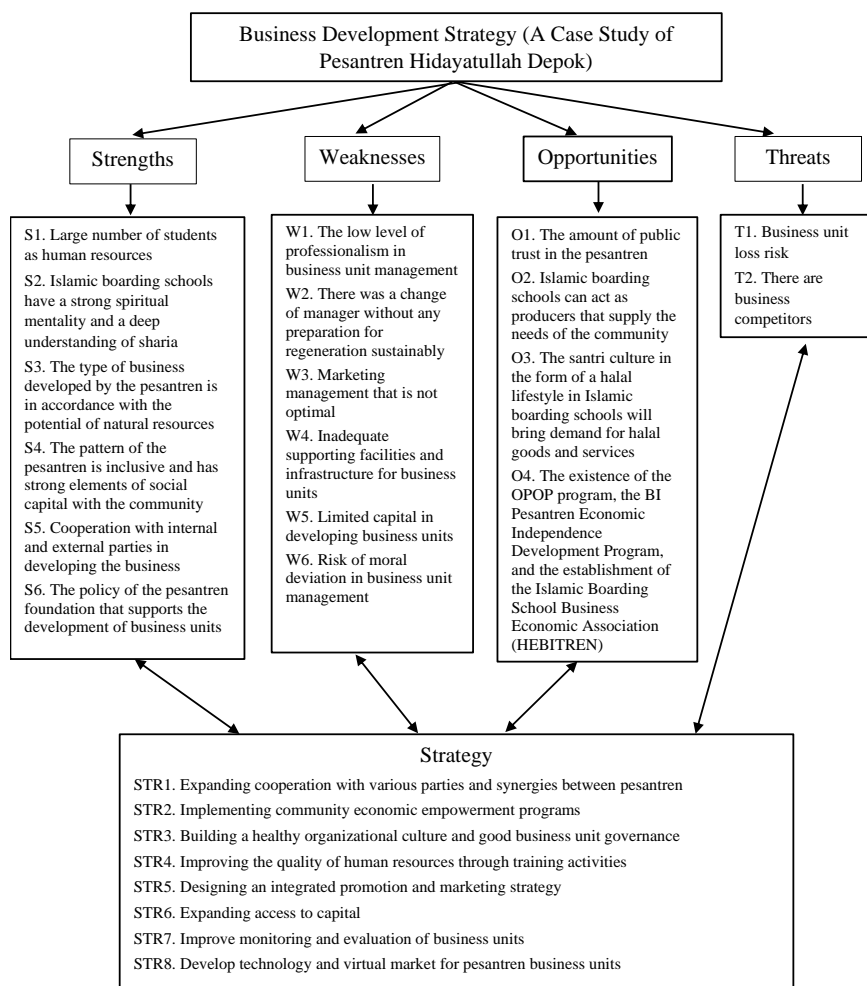 Business Development Strategy (A Case Study of
Pesantren Hidayatullah Depok)
Strengths
Weaknesses
Opportunities
Threats
S1. Large number of students
as human resources
S2. Islamic boarding schools
have a strong spiritual
mentality and a deep
understanding of sharia
S3. The type of business
developed by the pesantren is
in accordance with the
potential of natural resources
S4. The pattern of the
pesantren is inclusive and has
strong elements of social
capital with the community
S5. Cooperation with internal
and external parties in
developing the business
S6. The policy of the pesantren
foundation that supports the
development of business units
W1. The low level of
professionalism in
business unit management
W2. There was a change
of manager without any
preparation for
regeneration sustainably
W3. Marketing
management that is not
optimal
W4. Inadequate
supporting facilities and
infrastructure for business
units
W5. Limited capital in
developing business units
W6. Risk of moral
deviation in business unit
management
O1. The amount of public
trust in the pesantren
O2. Islamic boarding
schools can act as
producers that supply the
needs of the community
O3. The santri culture in
the form of a halal
lifestyle in Islamic
boarding schools will
bring demand for halal
goods and services
O4. The existence of the
OPOP program, the BI
Pesantren Economic
Independence
Development Program,
and the establishment of
the Islamic Boarding
School Business
Economic Association
(HEBITREN)
T1. Business unit
loss risk
T2. There are
business
competitors
Strategy
STR1. Expanding cooperation with various parties and synergies between pesantren
STR2. Implementing community economic empowerment programs
STR3. Building a healthy organizational culture and good business unit governance
STR4. Improving the quality of human resources through training activities
STR5. Designing an integrated promotion and marketing strategy
STR6. Expanding access to capital
STR7. Improve monitoring and evaluation of business units
STR8. Develop technology and virtual market for pesantren business units